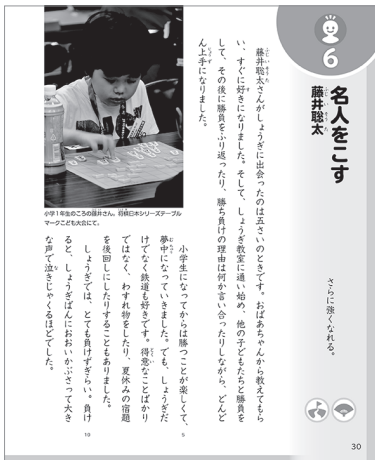 6
名人をこす
藤井聡太
ふじいそうた
さらに強くなれる。
藤井聡太さんがしょうぎに出会ったのは五さいのときです。おばあちゃんから教えてもら
い、すぐに好きになりました。そして、しょうぎ教室に通い始め、他の子どもたちと勝負を
して、その後に勝負をふり返ったり、勝ち負けの理由は何か言い合ったりしながら、どんど
ん上手になりました。
小学1年生のころの藤井さん。将棋日本シリーズテーブル
マークこども大会にて。
小学生になってからは勝つことが楽しくて、
夢中になっていきました。でも、しょうぎだ
けでなく鉄道も好きです。得意なことばかり
ではなく、わすれ物をしたり、夏休みの宿題
を後回しにしたりすることもありました。
しょうぎでは、とても負けずぎらい。負け
ると、しょうぎばんにおおいかぶさって大き
な声で泣きじゃくるほどでした。
5
10
30